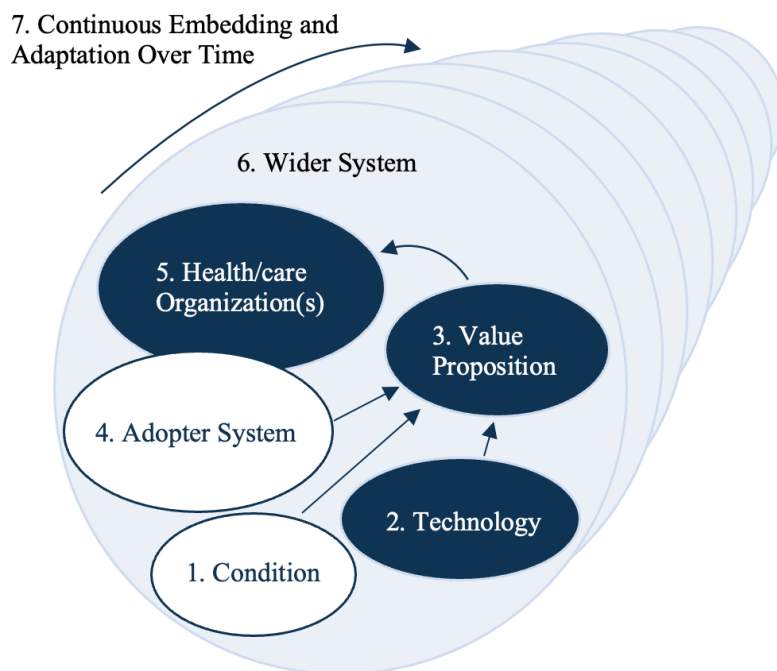 7. Continuous Embedding and
Adaptation Over Time
6. Wider System
5. Health/care
Organization(s)
3. Value
Proposition
4. Adopter System
2. Technology
1. Condition